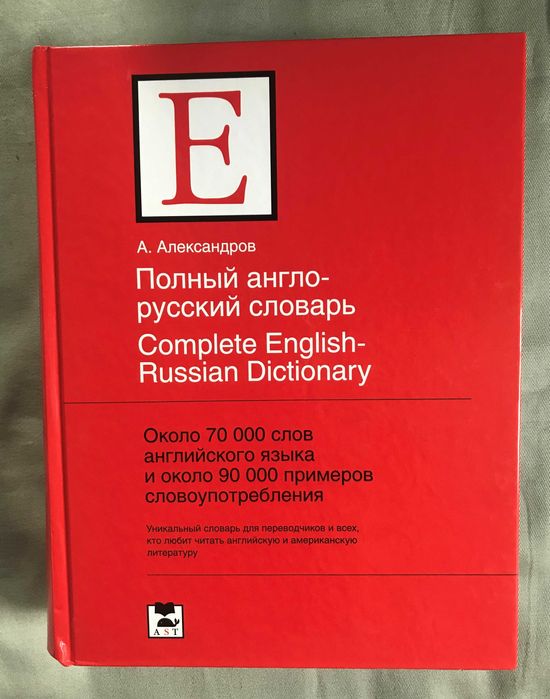 E
А. Александров
Полный англо-
русский словарь
Complete English-
Russian Dictionary
Около 70 000 слов
английского языка
и около 90 000 примеров
словоупотребления
Уникальный словарь для переводчиков и всех,
кто любит читать английскую и американскую
литературу
AST